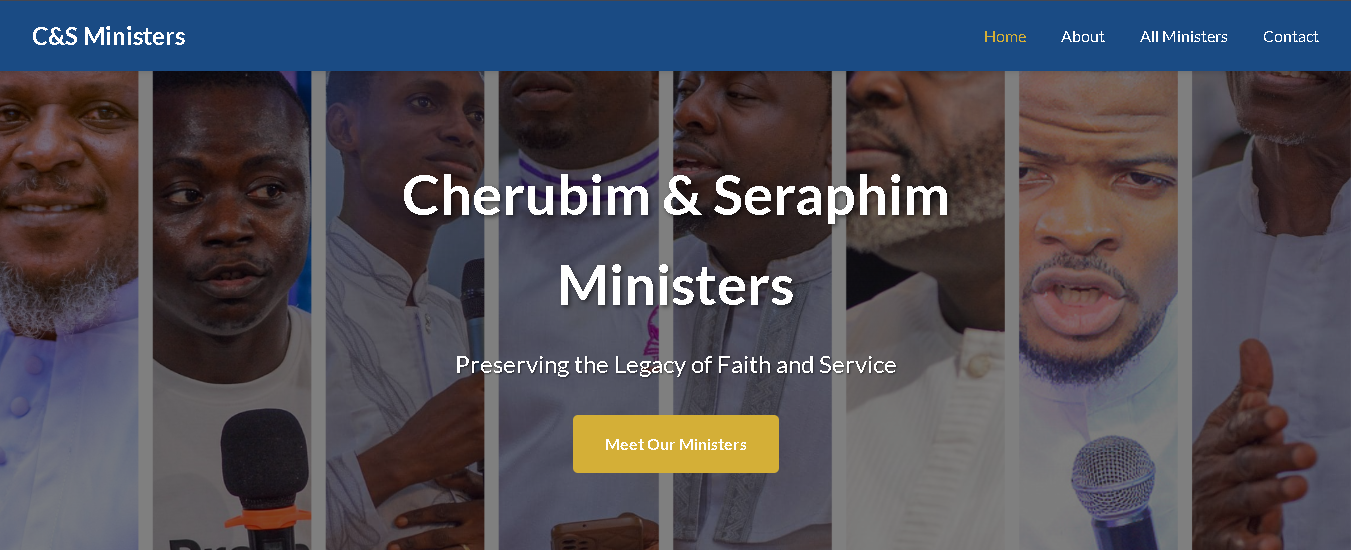 C&S Ministers
Home
About
All Ministers
Contact
Cherubim & Seraphim
Ministers
Preserving the Legacy of Faith and Service
Meet Our Ministers